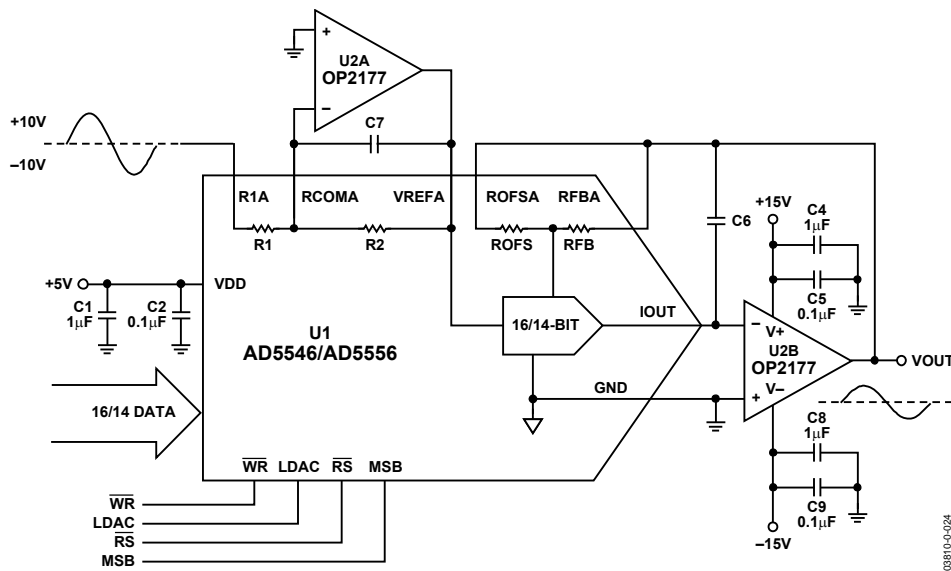 +
U2A
OP2177
–
C7
+10V
–10V
R1A
RCOMA
VREFA
ROFSA
RFBA
R1
R2
ROFS
RFB
C6
+15V
C4
1μF
C5
0.1μF
+5V
VDD
C1
1μF
C2
0.1μF
U1
AD5546/AD5556
16/14-BIT
IOUT
–
V+
U2B
OP2177
V–
+
VOUT
GND
16/14 DATA
C8
1μF
C9
0.1μF
–15V
WR
LDAC
RS
MSB
WR
LDAC
RS
MSB
03810-0-024